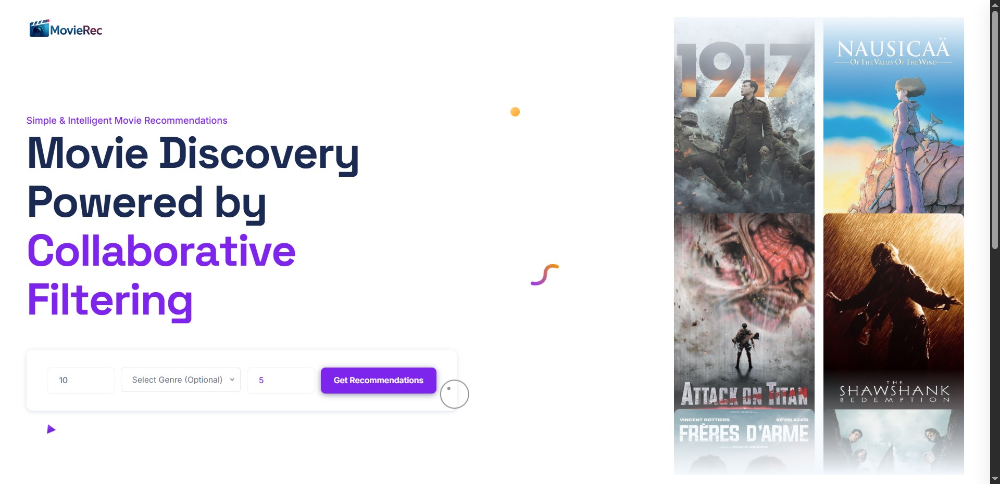 MovieRec
Simple & Intelligent Movie Recommendations
Movie Discovery
Powered by
Collaborative
Filtering
10
Select Genre (Optional)
5
Get Recommendations
1917
NAUSICAÄ
OF THE VALLEY OF THE WIND
ATTACK ON TITAN
THE
SHAWSHANK
REDEMPTION
VINCENT ROTTIERS KÉVIN AZAÏS
FRÈRES D'ARME